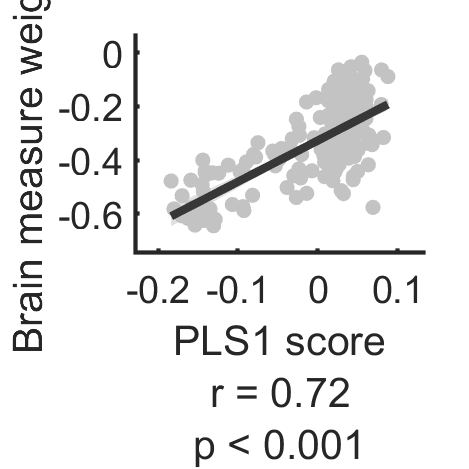 Brain measure
0
-0.2
-0.4
-0.6
-0.2 -0.1 0 0.1
PLS1 score
r = 0.72
p < 0.001